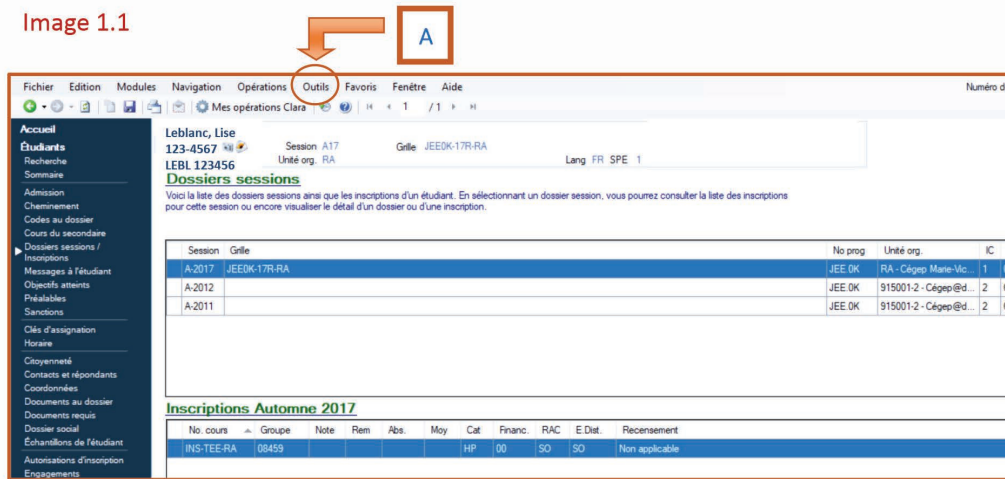 Image 1.1
A
Fichier Edition Modules Navigation Opérations Outils Favoris Fenêtre Aide
Numéro d
Mes opérations Clara 1 / 1
Accueil
Étudiants
Recherche
Sommaire
Admission
Cheminement
Codes au dossier
Cours du secondaire
Dossiers sessions /
Inscriptions
Messages à l'étudiant
Objectifs atteints
Préalables
Sanctions
Clés d'assignation
Horaire
Citoyenneté
Contacts et répondants
Coordonnées
Documents au dossier
Documents requis
Dossier social
Échantillons de l'étudiant
Autorisations d'inscription
Engagements
Leblanc, Lise
123-4567 Session A17 Grille JEE0K-17R-RA
LEBL 123456 Unité org. RA Lang FR SPE 1
Dossiers sessions
Voici la liste des dossiers sessions ainsi que les inscriptions d'un étudiant. En sélectionnant un dossier session, vous pourrez consulter la liste des inscriptions
pour cette session ou encore visualiser le détail d'un dossier ou d'une inscription.
Session Grille No prog Unité org. IC
A-2017 JEE0K-17R-RA JEE.0K RA - Cégep Marie-Vic... 1
A-2012 JEE.0K 915001-2 - Cégep@d... 2
A-2011 JEE.0K 915001-2 - Cégep@d... 2
Inscriptions Automne 2017
No. cours Groupe Note Rem Abs. Moy Cat Financ. RAC E.Dist. Recensement
INS-TEE-RA 08459 HP 00 SO SO Non applicable